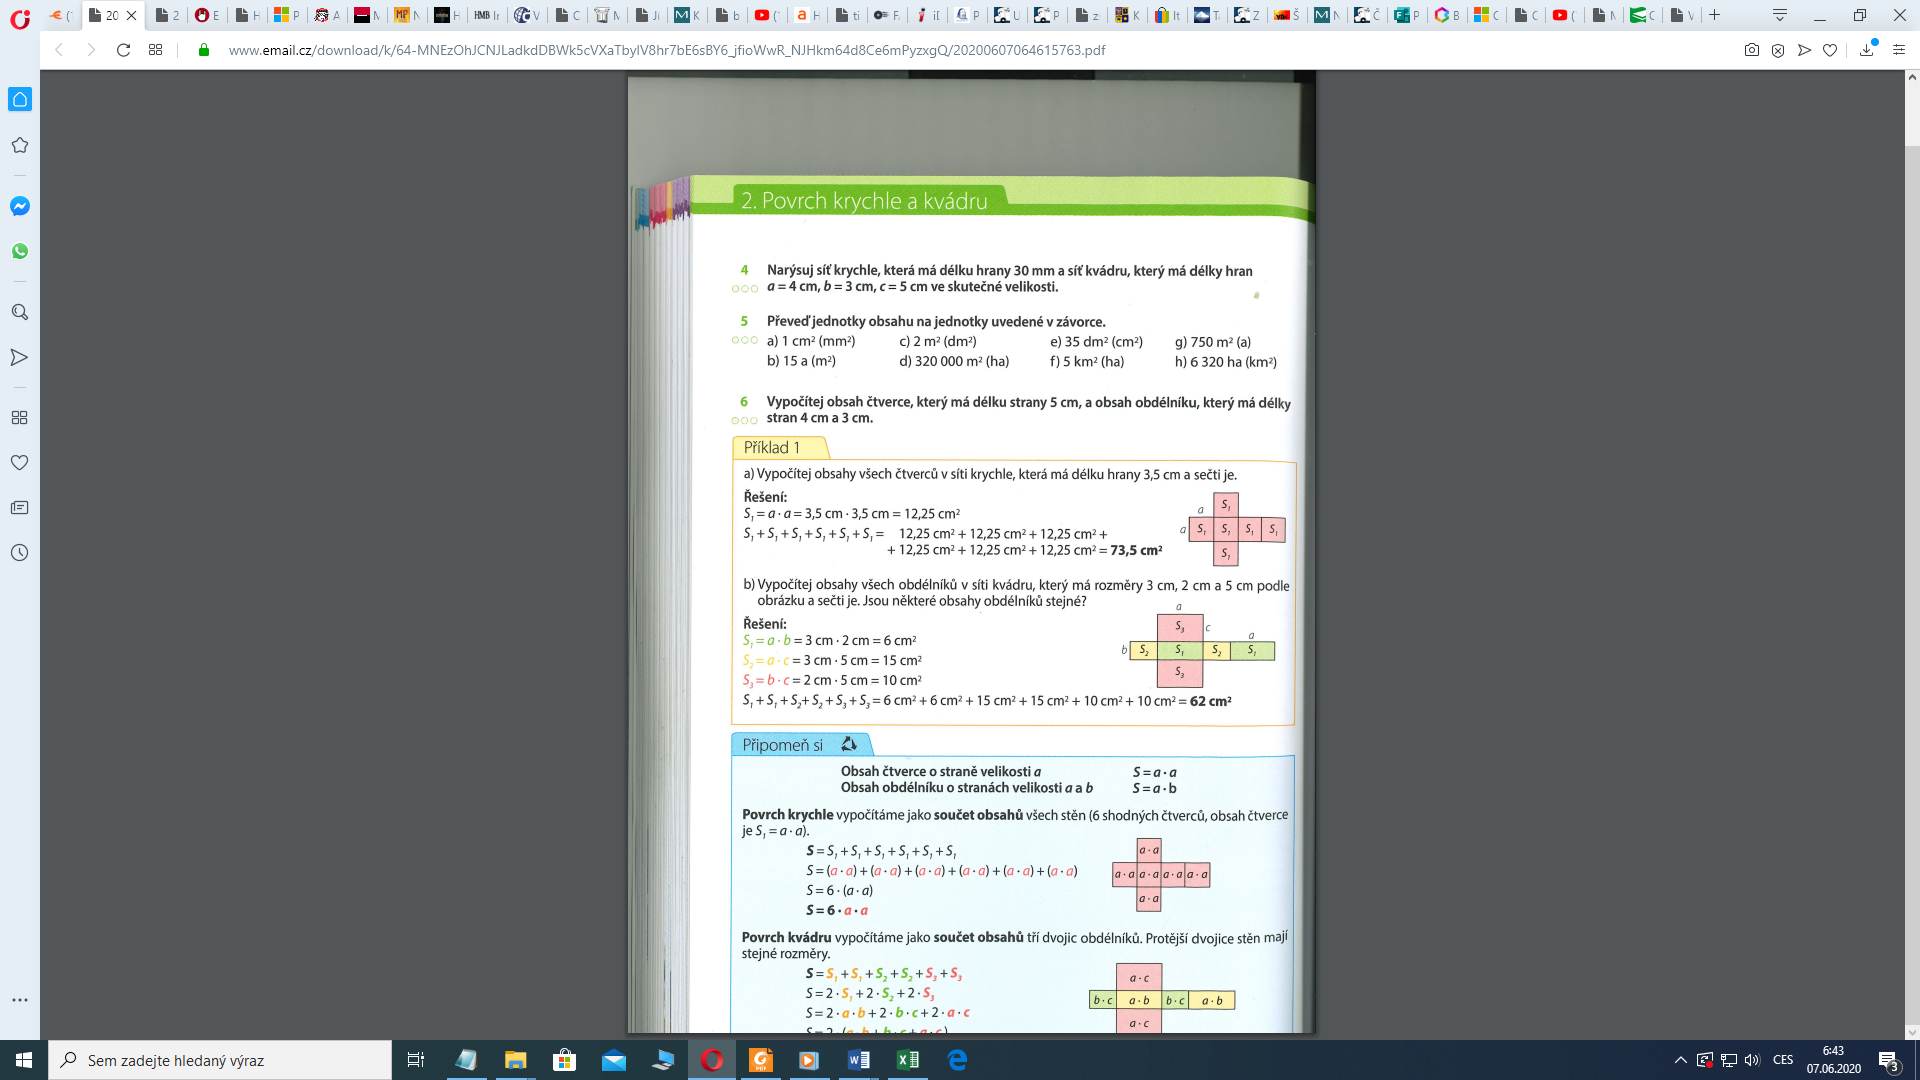 www.email.cz/download/k/64-MNEzOhJCNJLadkdDBWk5cVXaTbylV8hr7bE6sBY6_jfioWwR_NJHkm64d8Ce6mPyzxgQ/20200607064615763.pdf
2. Povrch krychle a kvádru
4 Narýsuj síť krychle, která má délku hrany 30 mm a síť kvádru, který má délky hran
a = 4 cm, b = 3 cm, c = 5 cm ve skutečné velikosti.
5 Převeď jednotky obsahu na jednotky uvedené v závorce.
a) 1 cm² (mm²) c) 2 m² (dm²) e) 35 dm² (cm²) g) 750 m² (a)
b) 15 a (m²) d) 320 000 m² (ha) f) 5 km² (ha) h) 6 320 ha (km²)
6 Vypočítej obsah čtverce, který má délku strany 5 cm, a obsah obdélníku, který má délky
stran 4 cm a 3 cm.
Příklad 1
a) Vypočítej obsahy všech čtverců v síti krychle, která má délku hrany 3,5 cm a sečti je.
Řešení:
S₁ = a · a = 3,5 cm · 3,5 cm = 12,25 cm²
S₁ + S₁ + S₁ + S₁ + S₁ + S₁ = 12,25 cm² + 12,25 cm² + 12,25 cm² +
+ 12,25 cm² + 12,25 cm² + 12,25 cm² = 73,5 cm²
a S₁
a S₁ S₁ S₁ S₁
S₁
b) Vypočítej obsahy všech obdélníků v síti kvádru, který má rozměry 3 cm, 2 cm a 5 cm podle
obrázku a sečti je. Jsou některé obsahy obdélníků stejné?
Řešení:
S₁ = a · b = 3 cm · 2 cm = 6 cm²
S₂ = a · c = 3 cm · 5 cm = 15 cm²
S₃ = b · c = 2 cm · 5 cm = 10 cm²
S₁ + S₁ + S₂ + S₂ + S₃ + S₃ = 6 cm² + 6 cm² + 15 cm² + 15 cm² + 10 cm² + 10 cm² = 62 cm²
a
S₃ c a
b S₂ S₁ S₂ S₁
S₃
Připomeň si
Obsah čtverce o straně velikosti a S = a · a
Obsah obdélníku o stranách velikosti a a b S = a · b
Povrch krychle vypočítáme jako součet obsahů všech stěn (6 shodných čtverců, obsah čtverce
je S₁ = a · a).
S = S₁ + S₁ + S₁ + S₁ + S₁ + S₁
S = (a · a) + (a · a) + (a · a) + (a · a) + (a · a) + (a · a)
S = 6 · (a · a)
S = 6 · a · a
a · a
a · a a · a a · a a · a
a · a
Povrch kvádru vypočítáme jako součet obsahů tří dvojic obdélníků. Protější dvojice stěn mají
stejné rozměry.
S = S₁ + S₁ + S₂ + S₂ + S₃ + S₃
S = 2 · S₁ + 2 · S₂ + 2 · S₃
S = 2 · a · b + 2 · b · c + 2 · a · c
S = 2 · (a · b + b · c + a · c)
a · c
b · c a · b b · c a · b
a · c
Sem zadejte hledaný výraz
CES
6:43
07.06.2020
3